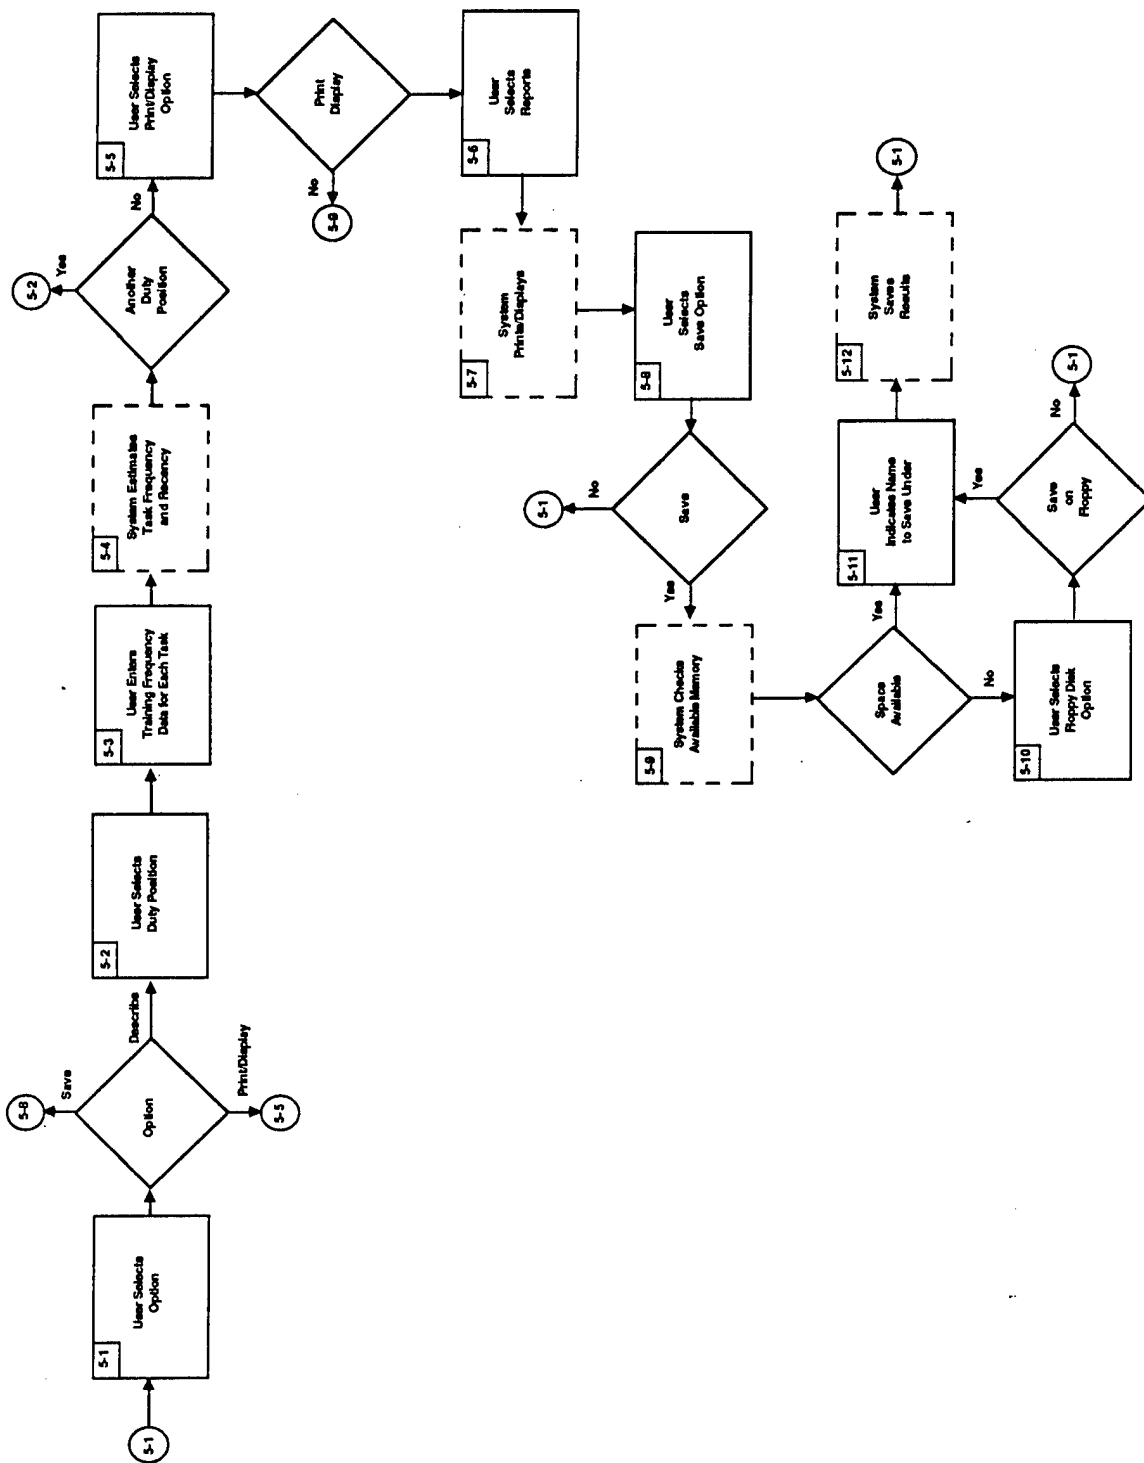 5-1
5-1
User Selects
Option
Option
Save
5-8
Print/Display
5-5
Describe
5-2
User Selects
Duty Position
5-3
User Enters
Training Frequency
Data for Each Task
5-4
System Estimates
Task Frequency
and Recency
Another
Duty
Position
Yes
5-2
No
5-5
User Selects
Print/Display
Option
Print
Display
No
5-9
5-6
User
Selects
Reports
5-7
System
Prints/Displays
5-8
User
Selects
Save Option
Save
No
5-1
Yes
5-9
System Checks
Available Memory
Space
Available
Yes
No
5-10
User Selects
Floppy Disk
Option
Save
on
Floppy
Yes
No
5-1
5-11
User
Indicates Name
to Save Under
5-12
System
Saves
Results
5-1